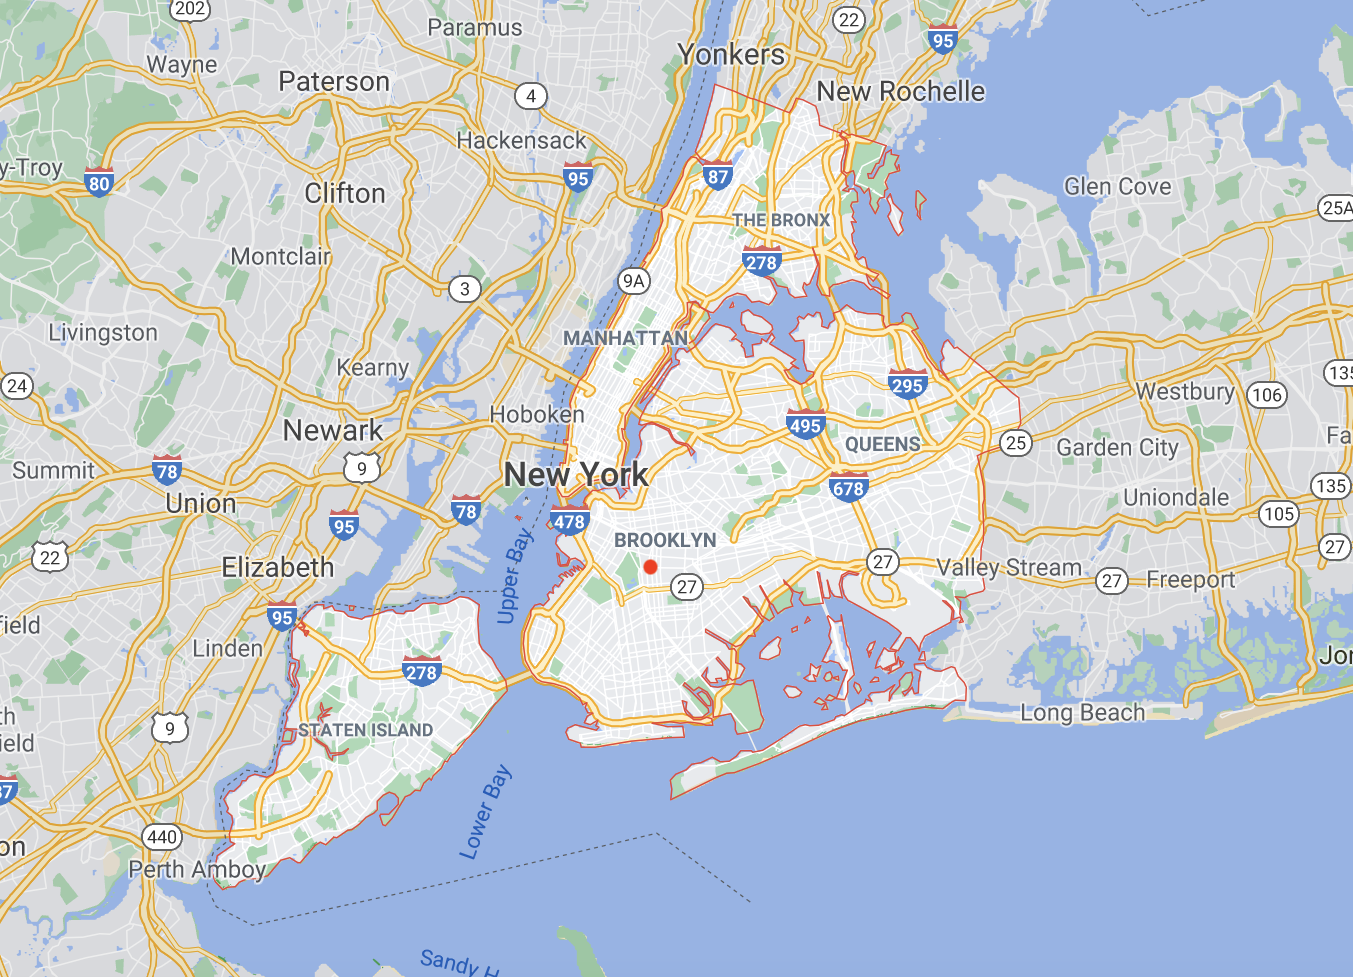 202
Paramus
22
95
Yonkers
Wayne
Paterson
4
New Rochelle
Hackensack
y-Troy
80
95
87
Clifton
Glen Cove
25A
THE BRONX
Montclair
278
9A
3
Livingston
MANHATTAN
Kearny
24
295
135
Westbury
106
Hoboken
Newark
495
QUEENS
25
Fa
Garden City
Summit
78
9
New York
678
135
Union
Uniondale
95
78
478
105
BROOKLYN
27
22
Upper Bay
Elizabeth
27
27
Valley Stream
27
Freeport
95
field
Linden
278
Jor
th
ield
9
STATEN ISLAND
Long Beach
87
Lower Bay
440
on
Perth Amboy
Sandy H